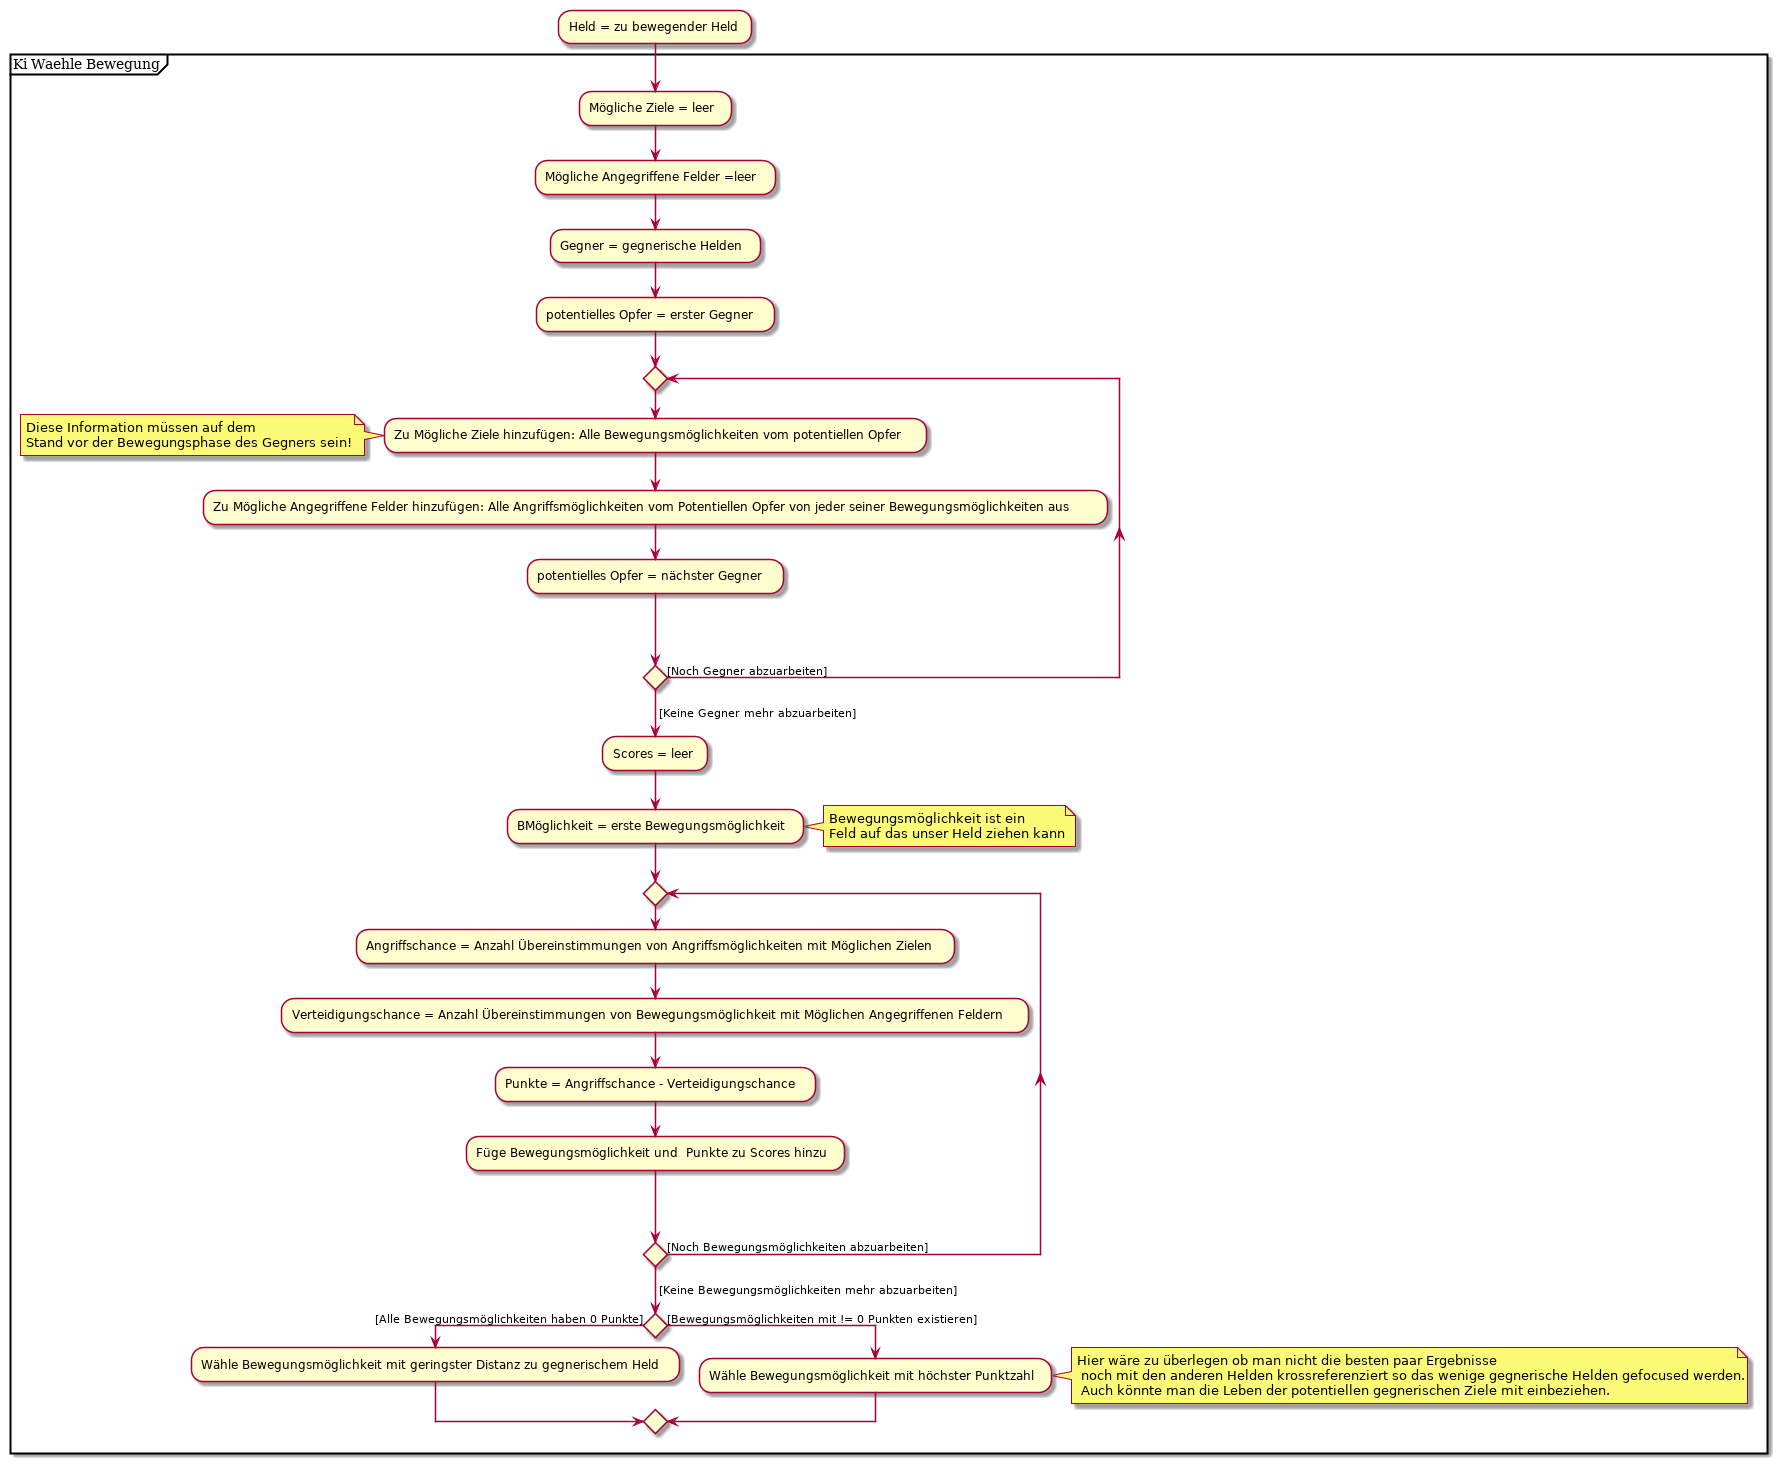 Held = zu bewegender Held
Ki Waehle Bewegung
Mögliche Ziele = leer
Mögliche Angegriffene Felder =leer
Gegner = gegnerische Helden
potentielles Opfer = erster Gegner
Diese Information müssen auf dem
Stand vor der Bewegungsphase des Gegners sein!
Zu Mögliche Ziele hinzufügen: Alle Bewegungsmöglichkeiten vom potentiellen Opfer
Zu Mögliche Angegriffene Felder hinzufügen: Alle Angriffsmöglichkeiten vom Potentiellen Opfer von jeder seiner Bewegungsmöglichkeiten aus
potentielles Opfer = nächster Gegner
[Noch Gegner abzuarbeiten]
[Keine Gegner mehr abzuarbeiten]
Scores = leer
BMöglichkeit = erste Bewegungsmöglichkeit
Bewegungsmöglichkeit ist ein
Feld auf das unser Held ziehen kann
Angriffschance = Anzahl Übereinstimmungen von Angriffsmöglichkeiten mit Möglichen Zielen
Verteidigungschance = Anzahl Übereinstimmungen von Bewegungsmöglichkeit mit Möglichen Angegriffenen Feldern
Punkte = Angriffschance - Verteidigungschance
Füge Bewegungsmöglichkeit und  Punkte zu Scores hinzu
[Noch Bewegungsmöglichkeiten abzuarbeiten]
[Keine Bewegungsmöglichkeiten mehr abzuarbeiten]
[Alle Bewegungsmöglichkeiten haben 0 Punkte]
[Bewegungsmöglichkeiten mit != 0 Punkten existieren]
Wähle Bewegungsmöglichkeit mit geringster Distanz zu gegnerischem Held
Wähle Bewegungsmöglichkeit mit höchster Punktzahl
Hier wäre zu überlegen ob man nicht die besten paar Ergebnisse
noch mit den anderen Helden krossreferenziert so das wenige gegnerische Helden gefocused werden.
Auch könnte man die Leben der potentiellen gegnerischen Ziele mit einbeziehen.